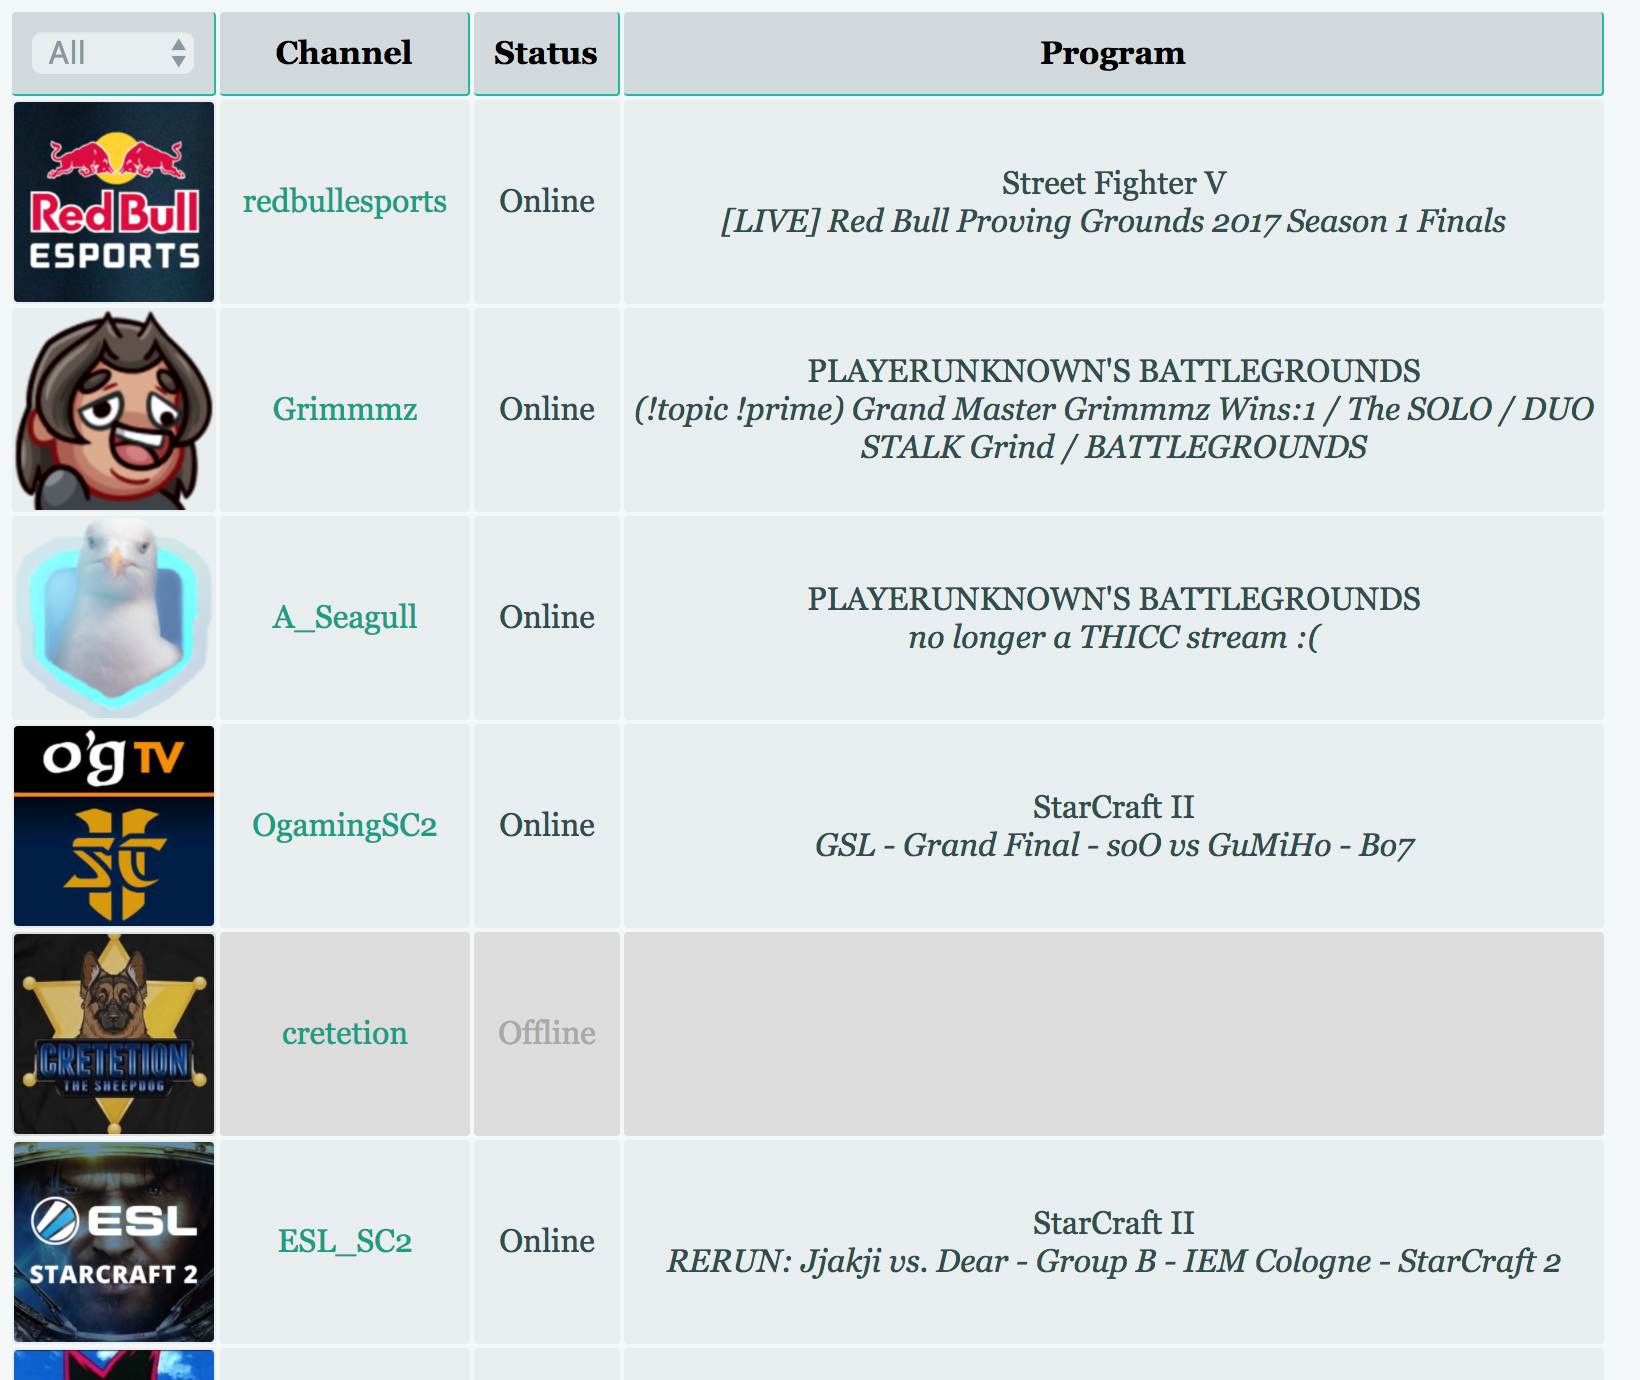 All
Channel
Status
Program
Red Bull
ESPORTS
redbullesports
Online
Street Fighter V
[LIVE] Red Bull Proving Grounds 2017 Season 1 Finals
Grimmmz
Online
PLAYERUNKNOWN'S BATTLEGROUNDS
(!topic !prime) Grand Master Grimmmz Wins:1 / The SOLO / DUO
STALK Grind / BATTLEGROUNDS
A_Seagull
Online
PLAYERUNKNOWN'S BATTLEGROUNDS
no longer a THICC stream :(
o'g TV
SC II
OgamingSC2
Online
StarCraft II
GSL - Grand Final - soO vs GuMiHo - Bo7
CRETETION
THE SHEEPDOG
cretetion
Offline
ESL
STARCRAFT 2
ESL_SC2
Online
StarCraft II
RERUN: Jjakji vs. Dear - Group B - IEM Cologne - StarCraft 2